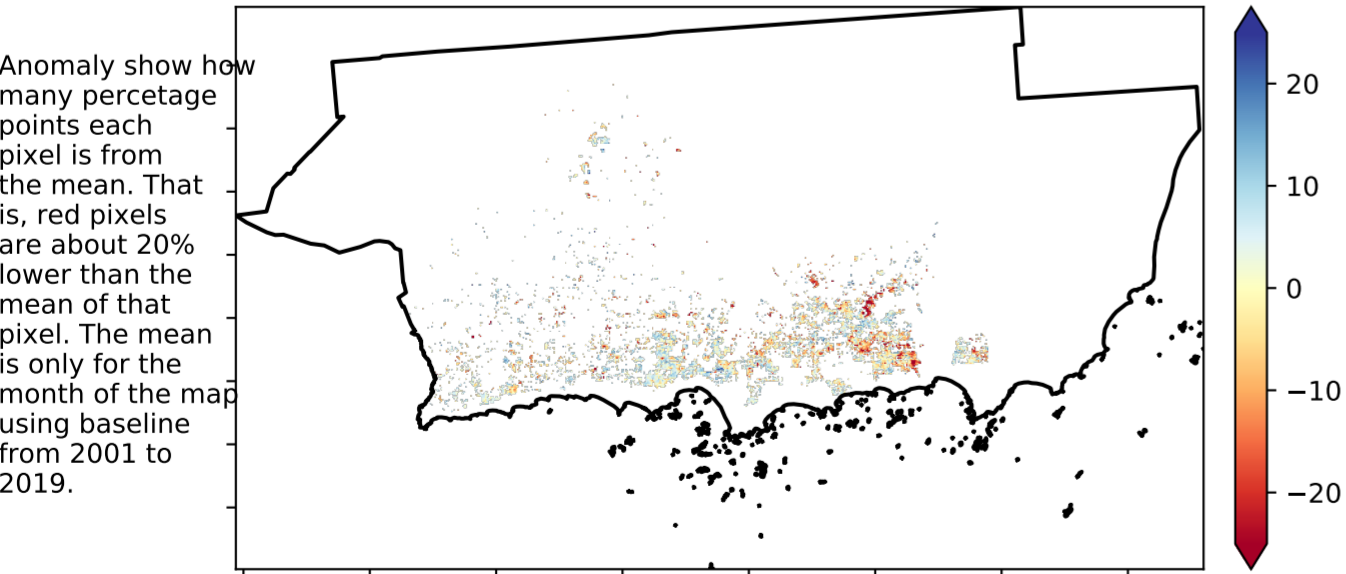 Anomaly show how
many percetage
points each
pixel is from
the mean. That
is, red pixels
are about 20%
lower than the
mean of that
pixel. The mean
is only for the
month of the map
using baseline
from 2001 to
2019.
20
10
0
−10
−20